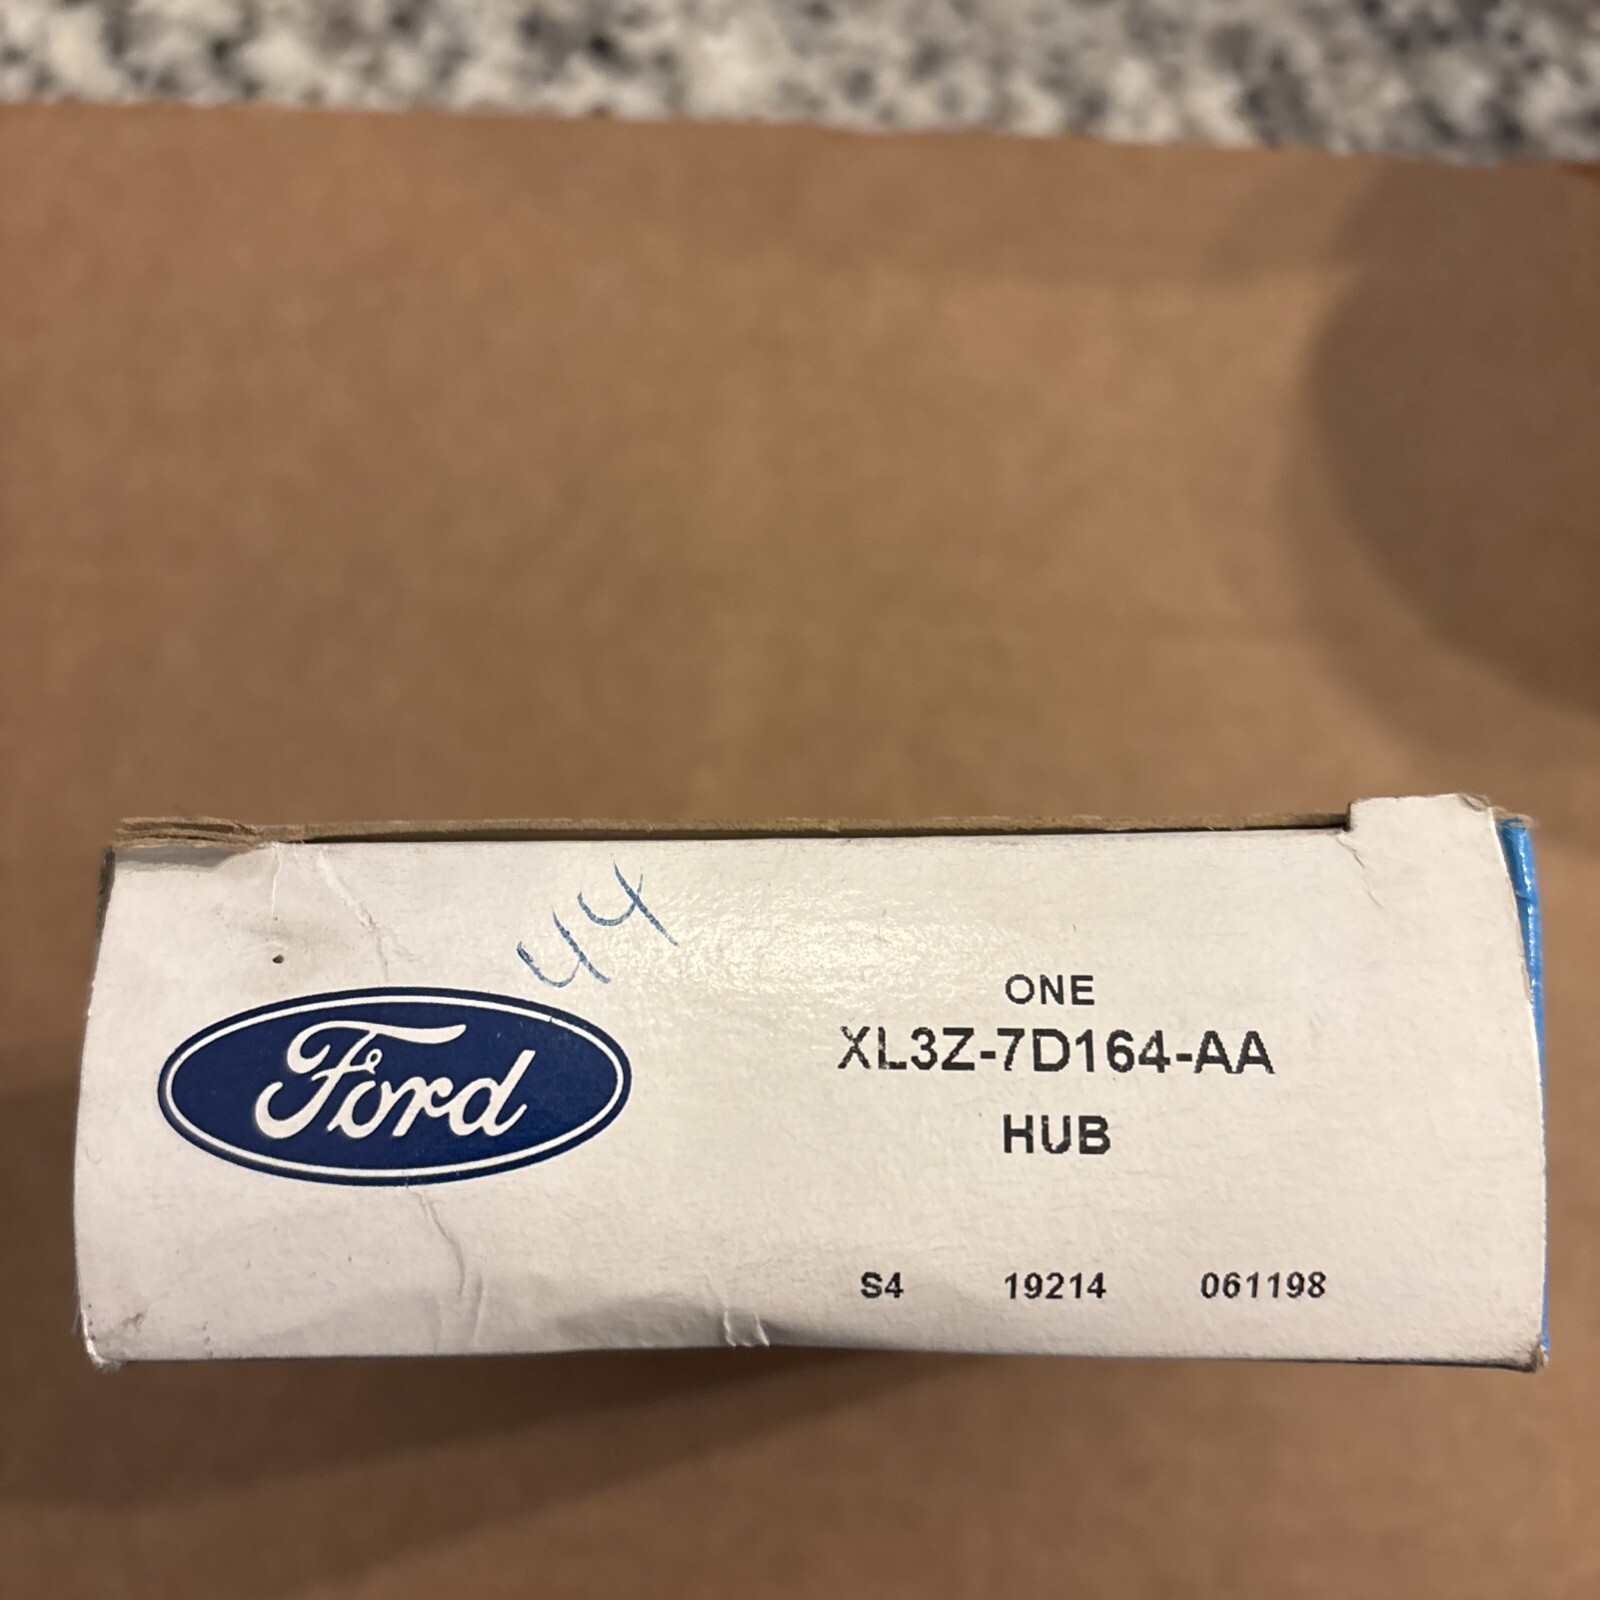 44
Ford
ONE
XL3Z-7D164-AA
HUB
S4 19214 061198